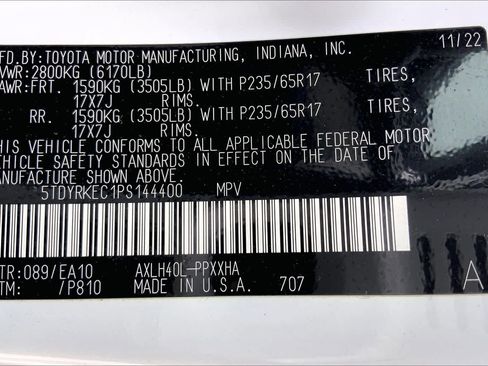 FD.BY:TOYOTA MOTOR MANUFACTURING, INDIANA, INC. 11/22
VWR:2800KG (6170LB)
AWR:FRT. 1590KG (3505LB) WITH P235/65R17 TIRES,
17X7J RIMS.
RR. 1590KG (3505LB) WITH P235/65R17 TIRES,
17X7J RIMS.
THIS VEHICLE CONFORMS TO ALL APPLICABLE FEDERAL MOTOR
VEHICLE SAFETY STANDARDS IN EFFECT ON THE DATE OF
MANUFACTURE SHOWN ABOVE.
5TDYRKEC1PS144400 MPV
TR:089/EA10 AXLH40L-PPXXHA
TM: /P810 MADE IN U.S.A. 707 A